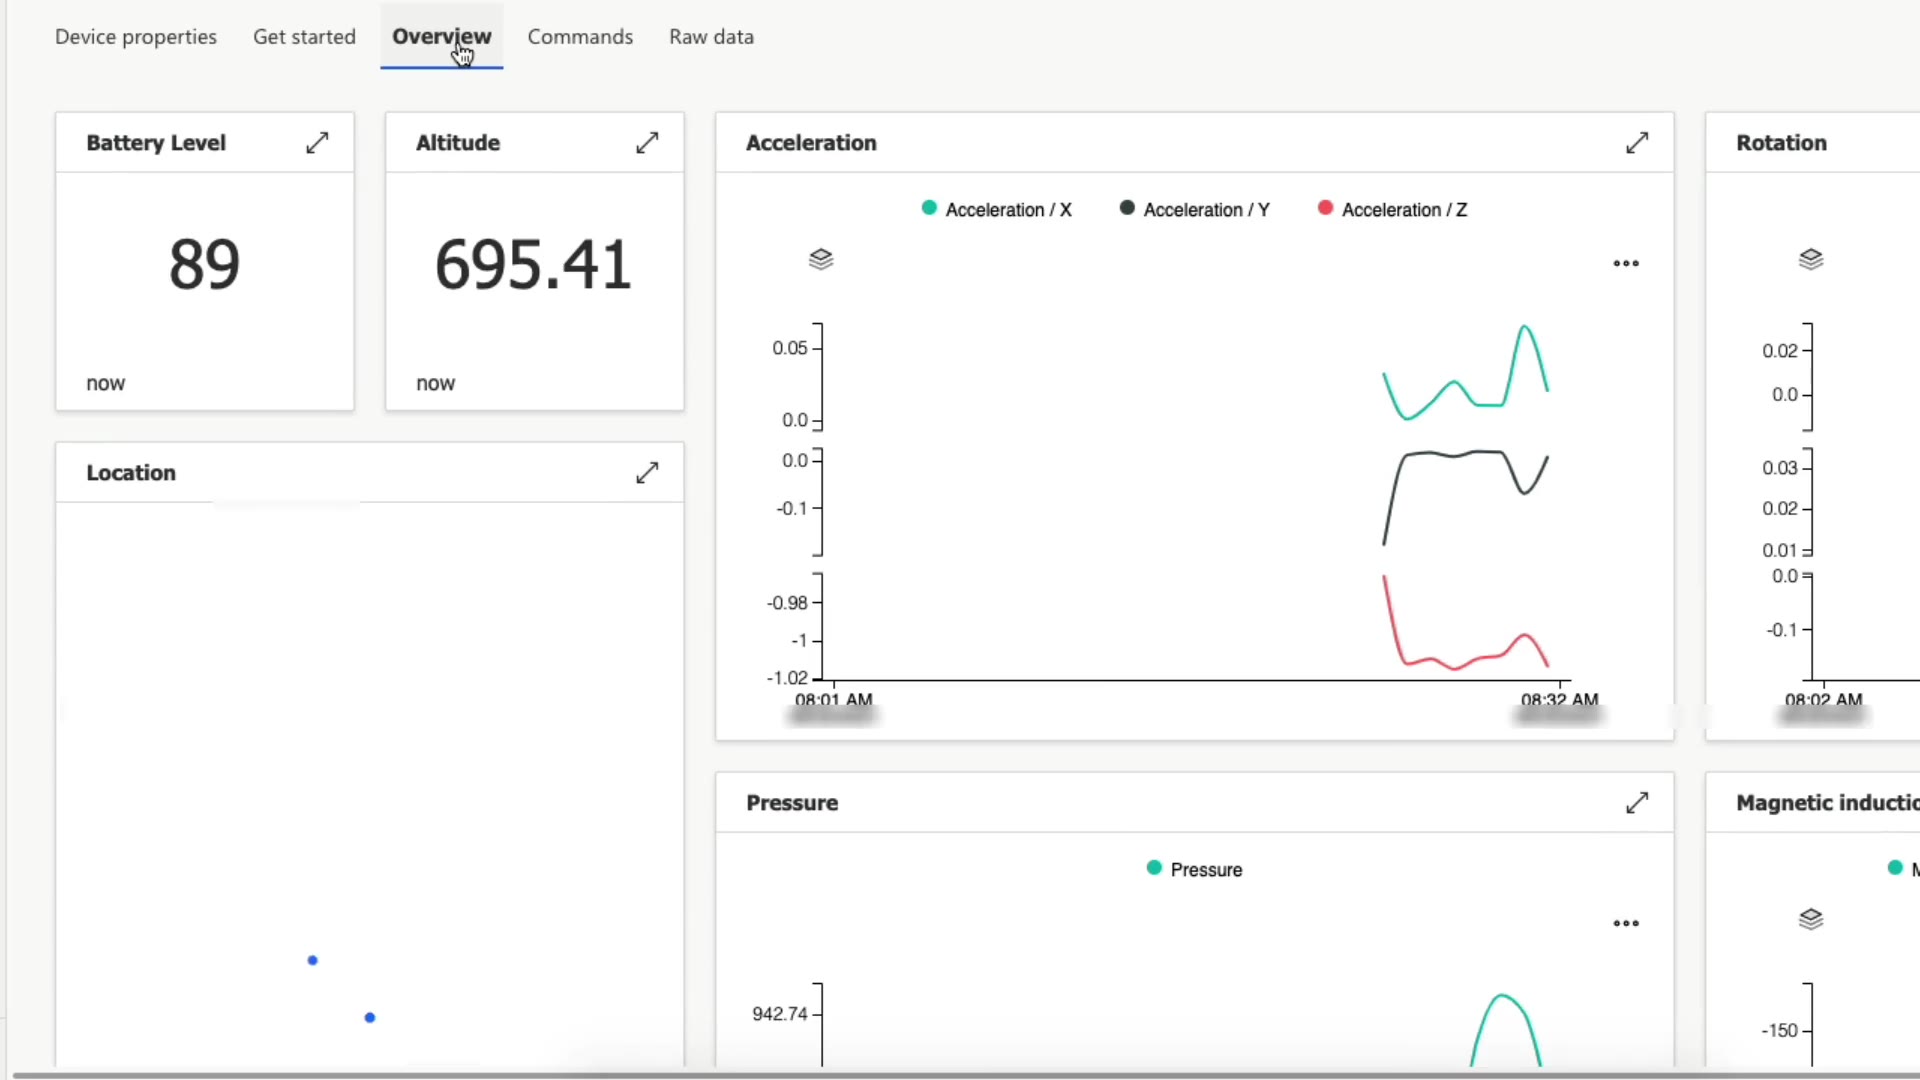 Device properties Get started Overview Commands Raw data
Battery Level
89
now
Altitude
695.41
now
Location
Acceleration
Acceleration / X Acceleration / Y Acceleration / Z
0.05
0.0
0.0
-0.1
-0.98
-1
-1.02
08:01 AM 08:32 AM
Rotation
0.02
0.0
0.03
0.02
0.01
0.0
-0.1
08:02 AM
Pressure
Pressure
942.74
Magnetic inductio
M
-150